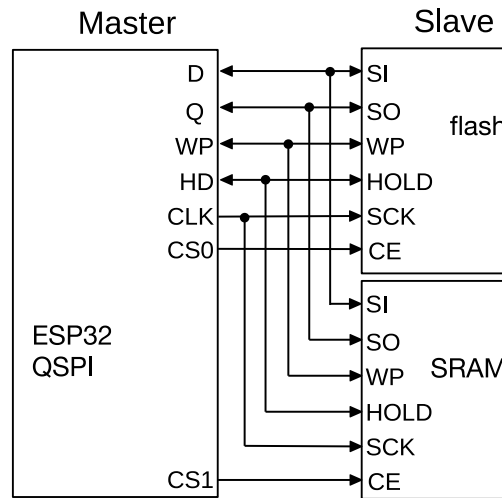 Master
Slave
D
Q
WP
HD
CLK
CS0
ESP32
QSPI
CS1
SI
SO
WP
HOLD
SCK
CE
flash
SI
SO
WP
HOLD
SCK
CE
SRAM